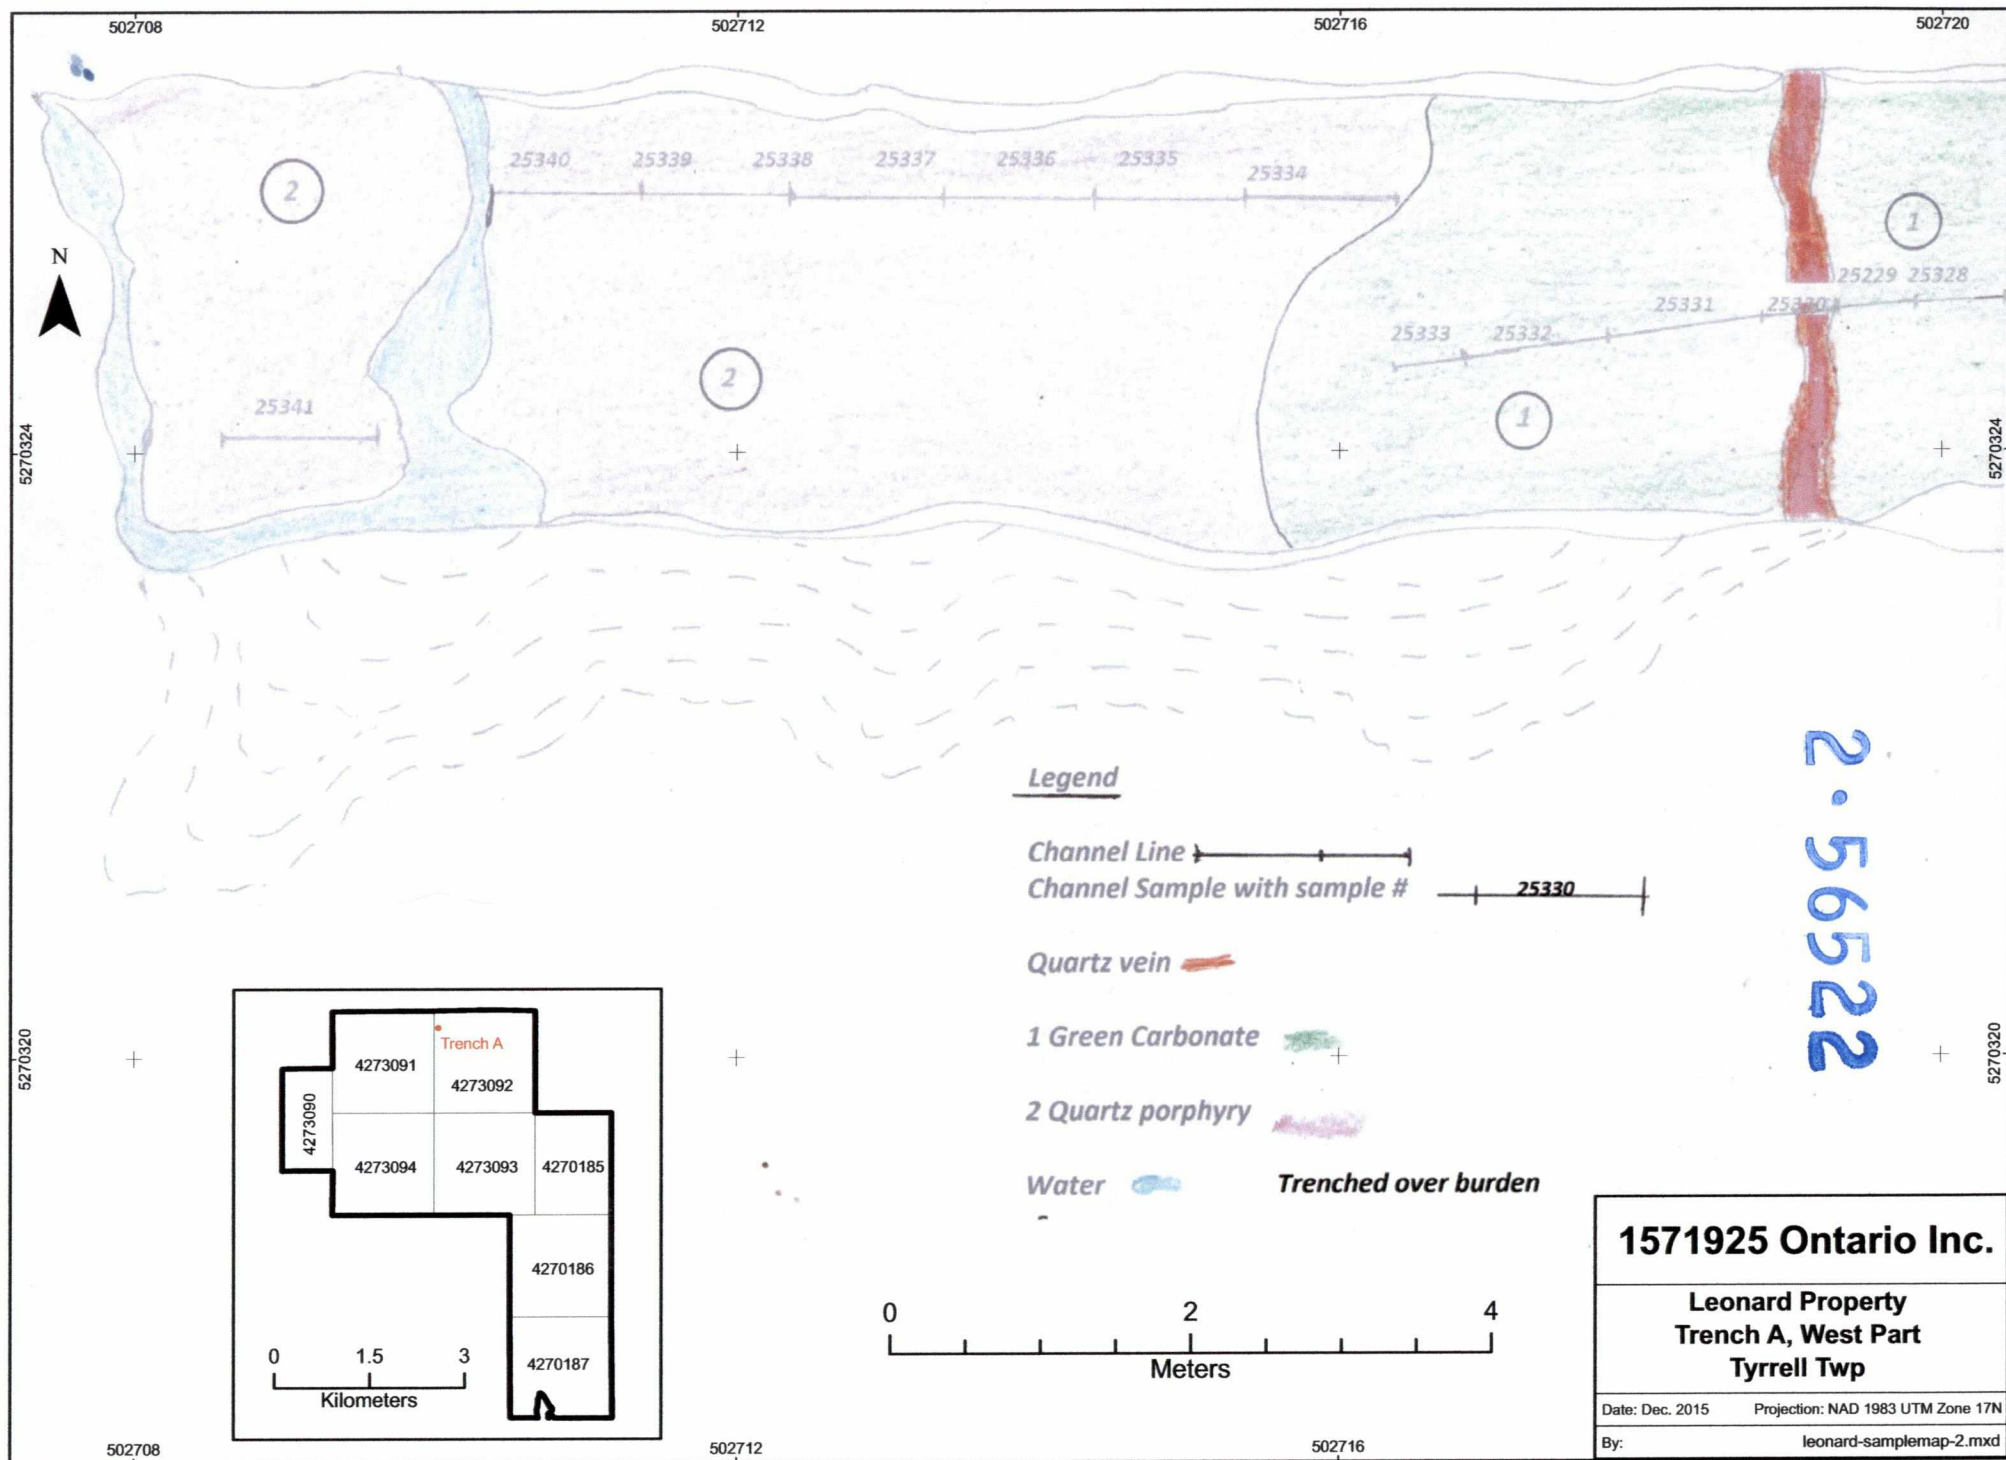 502708 502712 502716 502720
25340 25339 25338 25337 25336 25335 25334
2
1
N
25229 25328
25331 25330
25333 25332
2
25341
1
5270324 5270324
Legend
Channel Line
Channel Sample with sample # 25330
Quartz vein
1 Green Carbonate
2 Quartz porphyry
Water Trenched over burden
2.56522
5270320 5270320
Trench A
4273091
4273092
4273090
4273094 4273093 4270185
4270186
4270187
0 1.5 3
Kilometers
0 2 4
Meters
1571925 Ontario Inc.
Leonard Property
Trench A, West Part
Tyrrell Twp
Date: Dec. 2015 Projection: NAD 1983 UTM Zone 17N
By: leonard-samplemap-2.mxd
502708 502712 502716